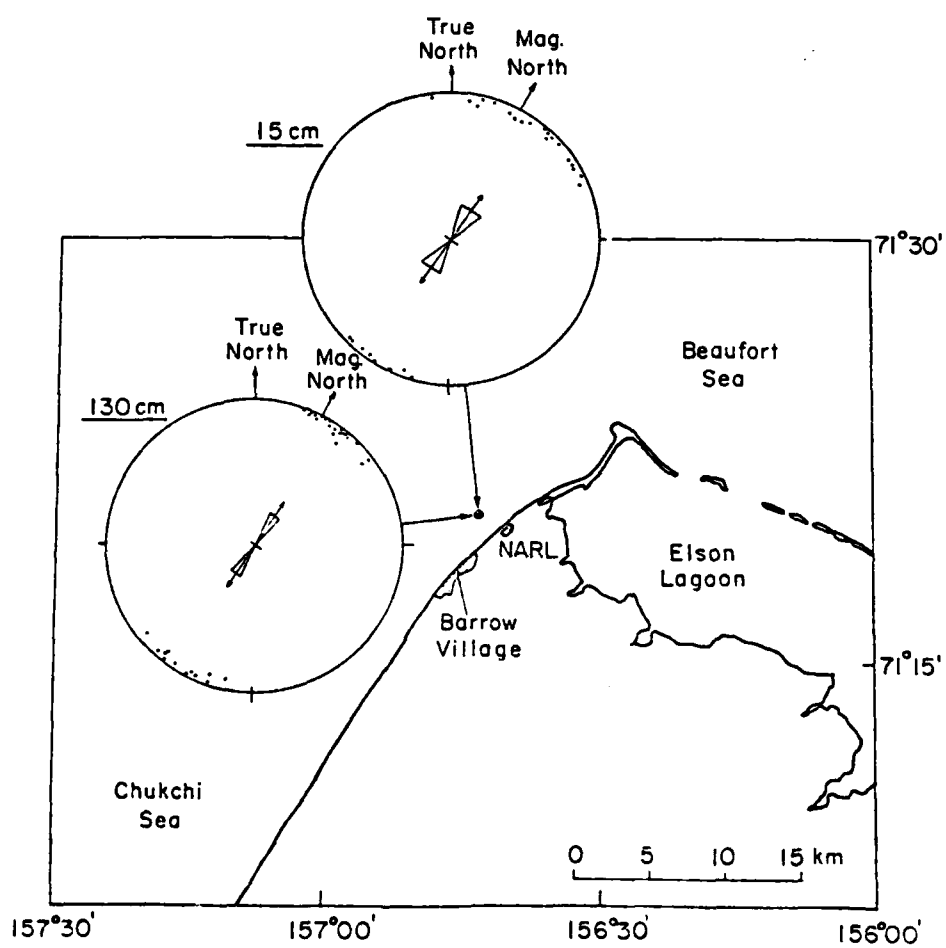 True
North
Mag.
North
15 cm
71°30'
True
North
Mag
North
130 cm
Beaufort
Sea
NARL
Elson
Lagoon
Barrow
Village
71°15'
Chukchi
Sea
0 5 10 15 km
157°30' 157°00' 156°30' 156°00'